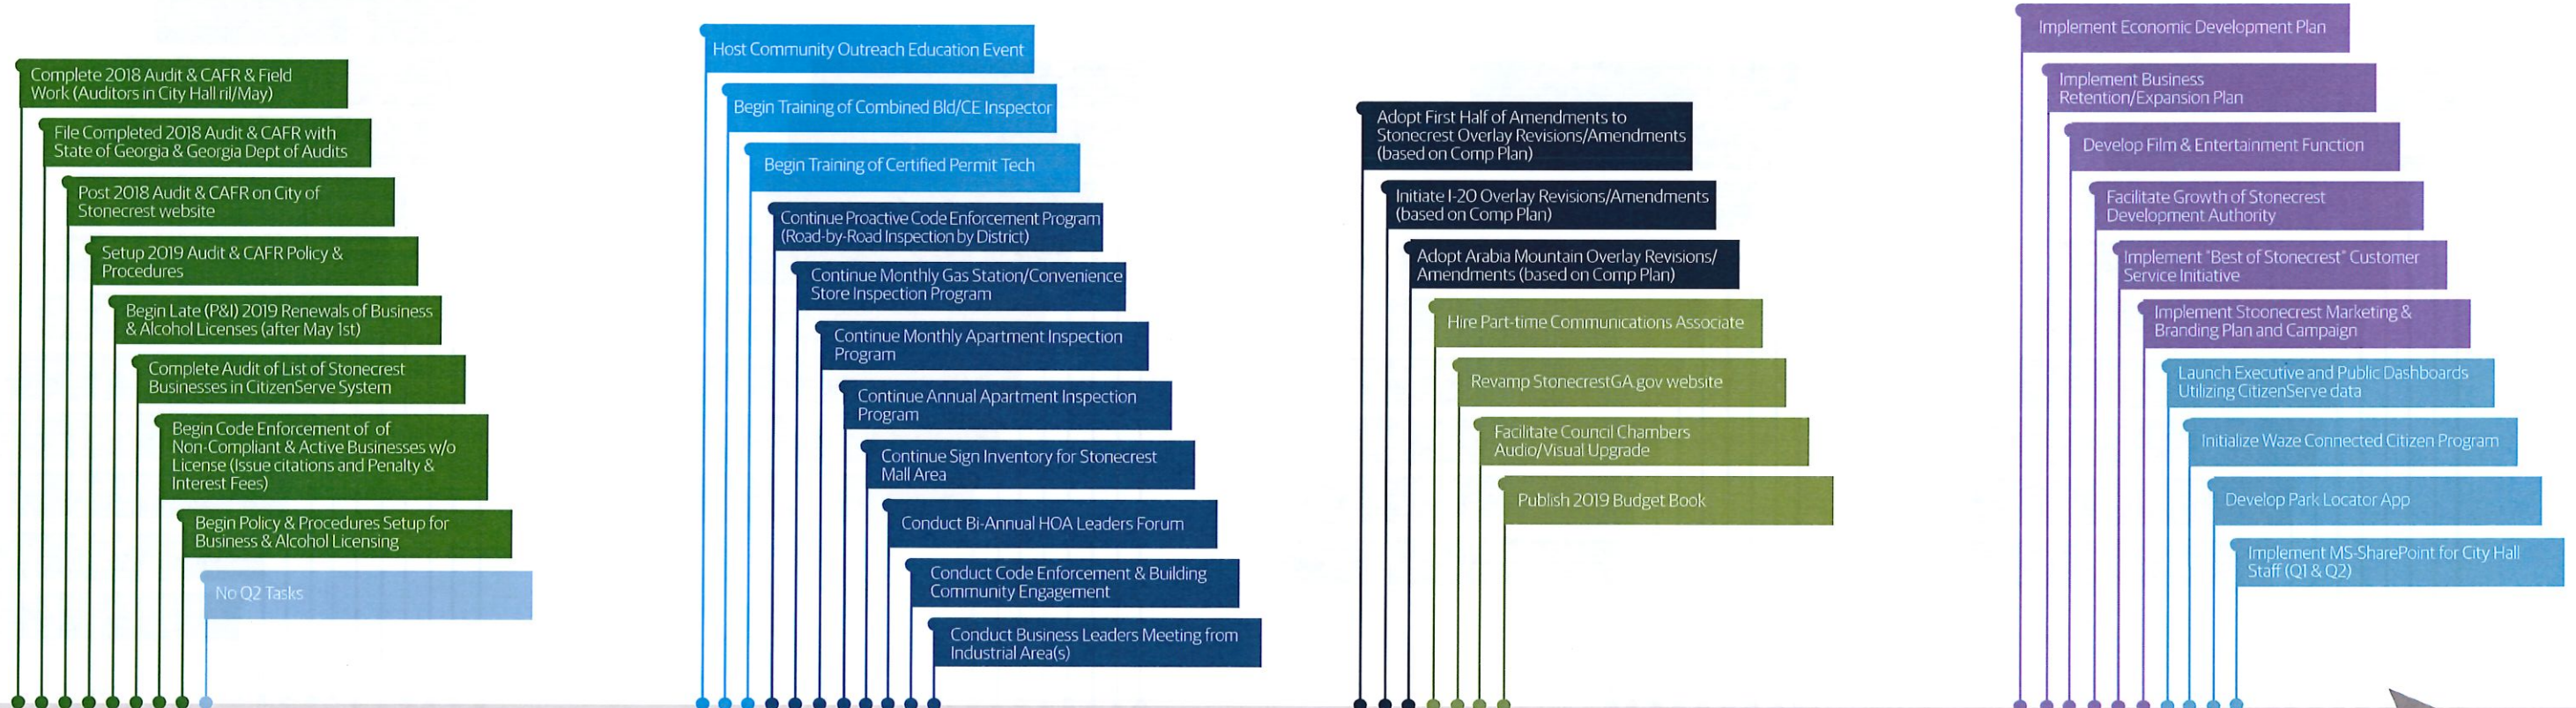 Complete 2018 Audit & CAFR & Field
Work (Auditors in City Hall ril/May)
File Completed 2018 Audit & CAFR with
State of Georgia & Georgia Dept of Audits
Post 2018 Audit & CAFR on City of
Stonecrest website
Setup 2019 Audit & CAFR Policy &
Procedures
Begin Late (P&I) 2019 Renewals of Business
& Alcohol Licenses (after May 1st)
Complete Audit of List of Stonecrest
Businesses in CitizenServe System
Begin Code Enforcement of of
Non-Compliant & Active Businesses w/o
License (Issue citations and Penalty &
Interest Fees)
Begin Policy & Procedures Setup for
Business & Alcohol Licensing
No Q2 Tasks
Host Community Outreach Education Event
Begin Training of Combined Bld/CE Inspector
Begin Training of Certified Permit Tech
Continue Proactive Code Enforcement Program
(Road-by-Road Inspection by District)
Continue Monthly Gas Station/Convenience
Store Inspection Program
Continue Monthly Apartment Inspection
Program
Continue Annual Apartment Inspection
Program
Continue Sign Inventory for Stonecrest
Mall Area
Conduct Bi-Annual HOA Leaders Forum
Conduct Code Enforcement & Building
Community Engagement
Conduct Business Leaders Meeting from
Industrial Area(s)
Adopt First Half of Amendments to
Stonecrest Overlay Revisions/Amendments
(based on Comp Plan)
Initiate I-20 Overlay Revisions/Amendments
(based on Comp Plan)
Adopt Arabia Mountain Overlay Revisions/
Amendments (based on Comp Plan)
Hire Part-time Communications Associate
Revamp StonecrestGA.gov website
Facilitate Council Chambers
Audio/Visual Upgrade
Publish 2019 Budget Book
Implement Economic Development Plan
Implement Business
Retention/Expansion Plan
Develop Film & Entertainment Function
Facilitate Growth of Stonecrest
Development Authority
Implement "Best of Stonecrest" Customer
Service Initiative
Implement Stoonecrest Marketing &
Branding Plan and Campaign
Launch Executive and Public Dashboards
Utilizing CitizenServe data
Initialize Waze Connected Citizen Program
Develop Park Locator App
Implement MS-SharePoint for City Hall
Staff (Q1 & Q2)